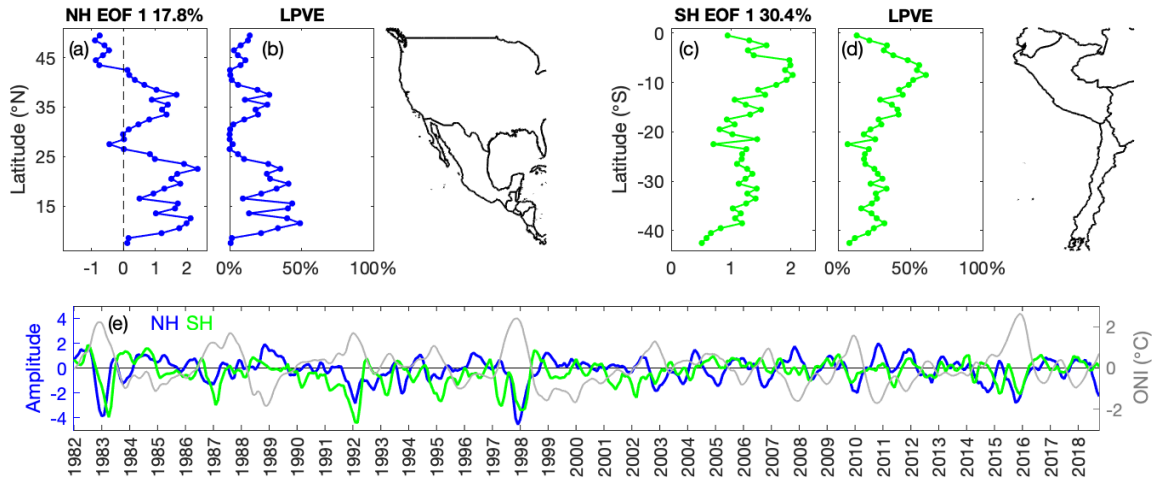 NH EOF 1 17.8%
LPVE
SH EOF 1 30.4%
LPVE
(a)
(b)
(c)
(d)
Latitude (°N)
45
35
25
15
-1 0 1 2
0% 50% 100%
Latitude (°S)
0
-10
-20
-30
-40
0 1 2
0% 50% 100%
(e) NH SH
Amplitude
4
2
0
-2
-4
ONI (°C)
2
0
-2
1982 1983 1984 1985 1986 1987 1988 1989 1990 1991 1992 1993 1994 1995 1996 1997 1998 1999 2000 2001 2002 2003 2004 2005 2006 2007 2008 2009 2010 2011 2012 2013 2014 2015 2016 2017 2018